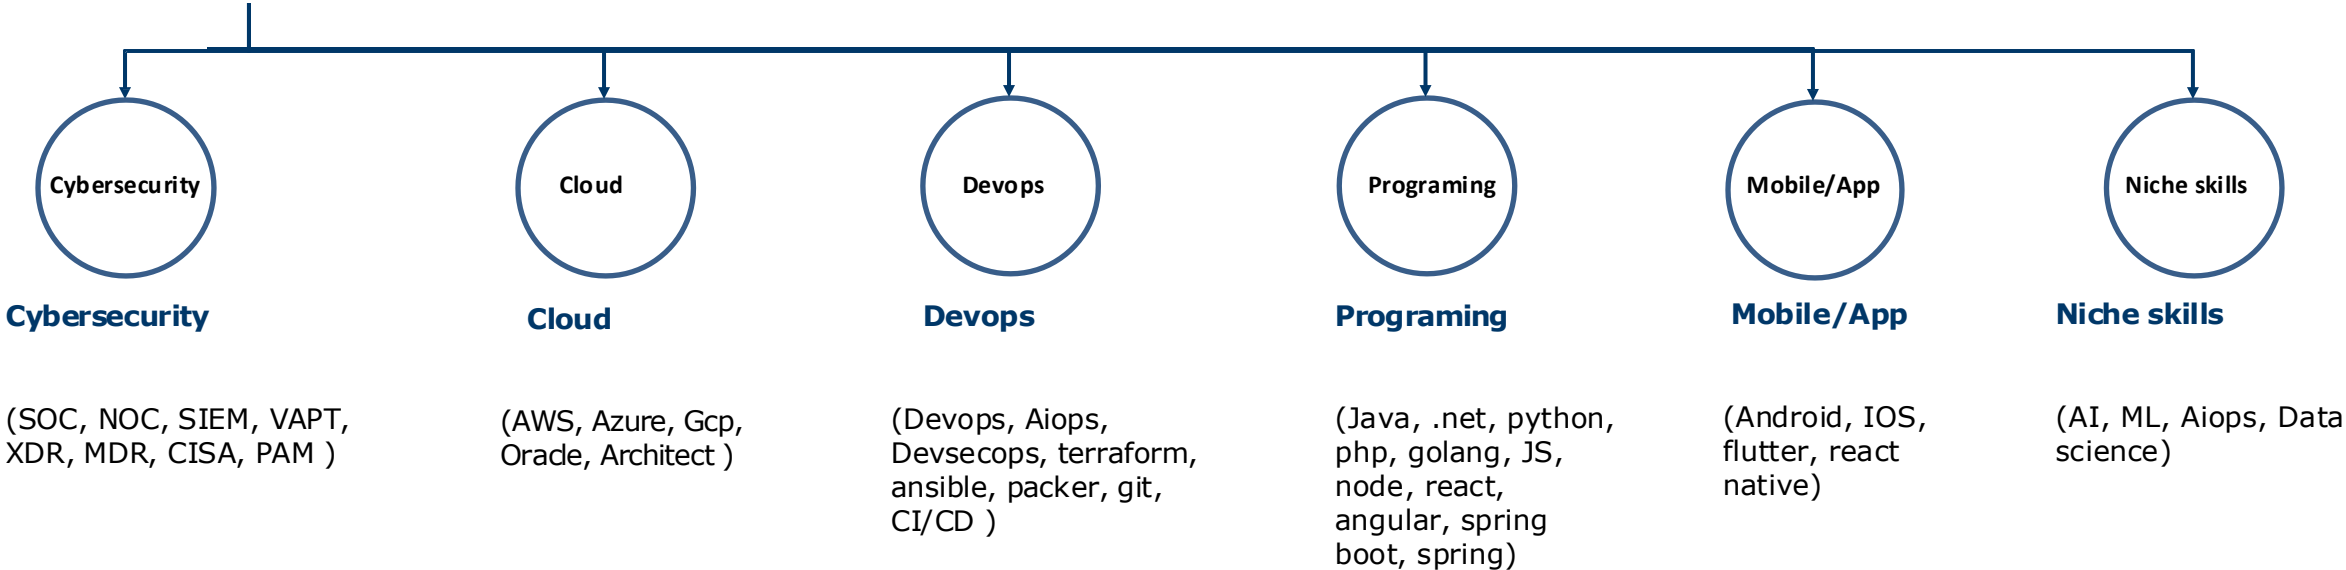 Cybersecurity
Cloud
Devops
Programing
Mobile/App
Niche skills
Cybersecurity
(SOC, NOC, SIEM, VAPT,
XDR, MDR, CISA, PAM )
Cloud
(AWS, Azure, Gcp,
Oracle, Architect )
Devops
(Devops, Aiops,
Devsecops, terraform,
ansible, packer, git,
CI/CD )
Programing
(Java, .net, python,
php, golang, JS,
node, react,
angular, spring
boot, spring)
Mobile/App
(Android, IOS,
flutter, react
native)
Niche skills
(AI, ML, Aiops, Data
science)